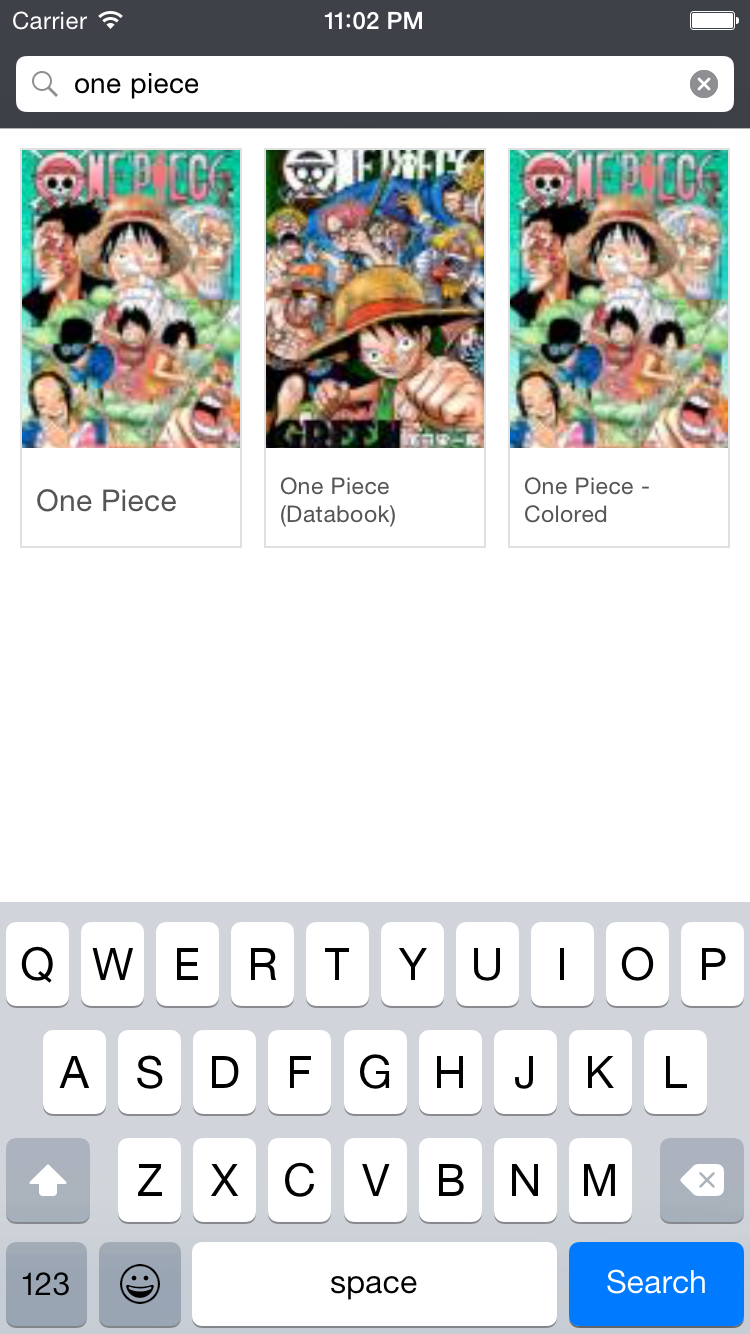 Carrier 11:02 PM
one piece
ONE PIECE ONE PIECE ONE PIECE
GREEN
One Piece
One Piece
(Databook)
One Piece -
Colored
Q W E R T Y U I O P
A S D F G H J K L
Z X C V B N M
123 space Search